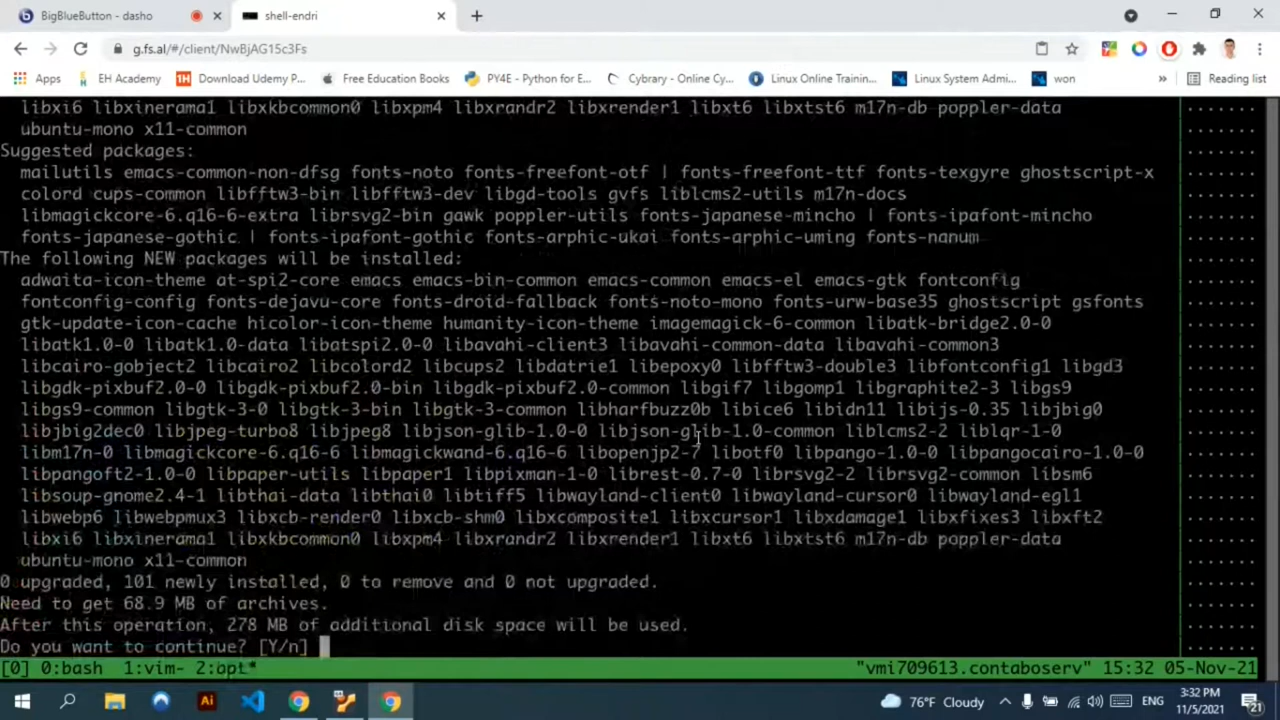 BigBlueButton - dasho
shell-endri
g.fs.al/#/client/NwBjAG15c3Fs
Apps EH Academy Download Udemy P... Free Education Books PY4E - Python for E... Cybrary - Online Cy... Linux Online Trainin... Linux System Admi... won » Reading list
libxi6 libxinerama1 libxkbcommon0 libxpm4 libxrandr2 libxrender1 libxt6 libxtst6 m17n-db poppler-data
ubuntu-mono x11-common
Suggested packages:
mailutils emacs-common-non-dfsg fonts-noto fonts-freefont-otf | fonts-freefont-ttf fonts-texgyre ghostscript-x
colord cups-common libfftw3-bin libfftw3-dev libgd-tools gvfs liblcms2-utils m17n-docs
libmagickcore-6.q16-6-extra librsvg2-bin gawk poppler-utils fonts-japanese-mincho | fonts-ipafont-mincho
fonts-japanese-gothic | fonts-ipafont-gothic fonts-arphic-ukai fonts-arphic-uming fonts-nanum
The following NEW packages will be installed:
adwaita-icon-theme at-spi2-core emacs emacs-bin-common emacs-common emacs-el emacs-gtk fontconfig
fontconfig-config fonts-dejavu-core fonts-droid-fallback fonts-noto-mono fonts-urw-base35 ghostscript gsfonts
gtk-update-icon-cache hicolor-icon-theme humanity-icon-theme imagemagick-6-common libatk-bridge2.0-0
libatk1.0-0 libatk1.0-data libatspi2.0-0 libavahi-client3 libavahi-common-data libavahi-common3
libcairo-gobject2 libcairo2 libcolord2 libcups2 libdatrie1 libepoxy0 libfftw3-double3 libfontconfig1 libgd3
libgdk-pixbuf2.0-0 libgdk-pixbuf2.0-bin libgdk-pixbuf2.0-common libgif7 libgomp1 libgraphite2-3 libgs9
libgs9-common libgtk-3-0 libgtk-3-bin libgtk-3-common libharfbuzz0b libice6 libidn11 libijs-0.35 libjbig0
libjbig2dec0 libjpeg-turbo8 libjpeg8 libjson-glib-1.0-0 libjson-glib-1.0-common liblcms2-2 liblqr-1-0
libm17n-0 libmagickcore-6.q16-6 libmagickwand-6.q16-6 libopenjp2-7 libotf0 libpango-1.0-0 libpangocairo-1.0-0
libpangoft2-1.0-0 libpaper-utils libpaper1 libpixman-1-0 librest-0.7-0 librsvg2-2 librsvg2-common libsm6
libsoup-gnome2.4-1 libthai-data libthai0 libtiff5 libwayland-client0 libwayland-cursor0 libwayland-egl1
libwebp6 libwebpmux3 libxcb-render0 libxcb-shm0 libxcomposite1 libxcursor1 libxdamage1 libxfixes3 libxft2
libxi6 libxinerama1 libxkbcommon0 libxpm4 libxrandr2 libxrender1 libxt6 libxtst6 m17n-db poppler-data
ubuntu-mono x11-common
0 upgraded, 101 newly installed, 0 to remove and 0 not upgraded.
Need to get 68.9 MB of archives.
After this operation, 278 MB of additional disk space will be used.
Do you want to continue? [Y/n]
[0] 0:bash 1:vim- 2:apt* "vmi709613.contaboserv" 15:32 05-Nov-21
76°F Cloudy ENG 3:32 PM
11/5/2021 21